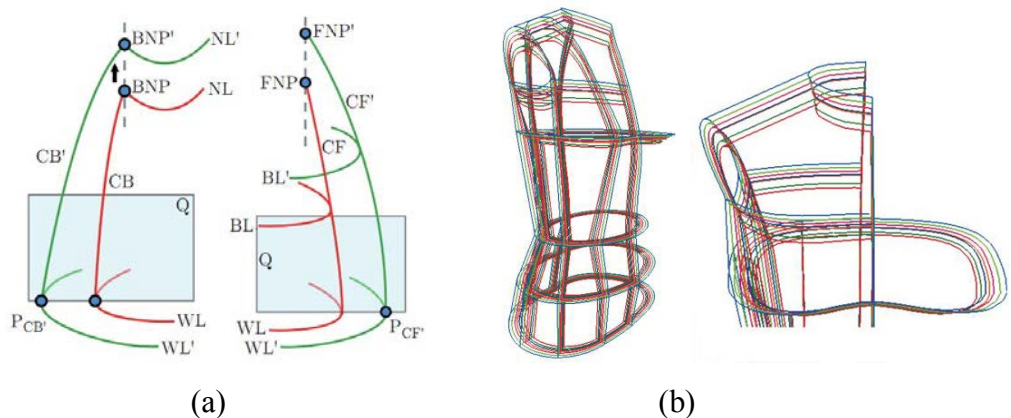 BNP'
NL'
BNP
NL
CB'
CB
Q
P_CB'
WL
WL'
FNP'
FNP
CF'
CF
BL'
BL
Q
WL
WL'
P_CF'
(a)
(b)